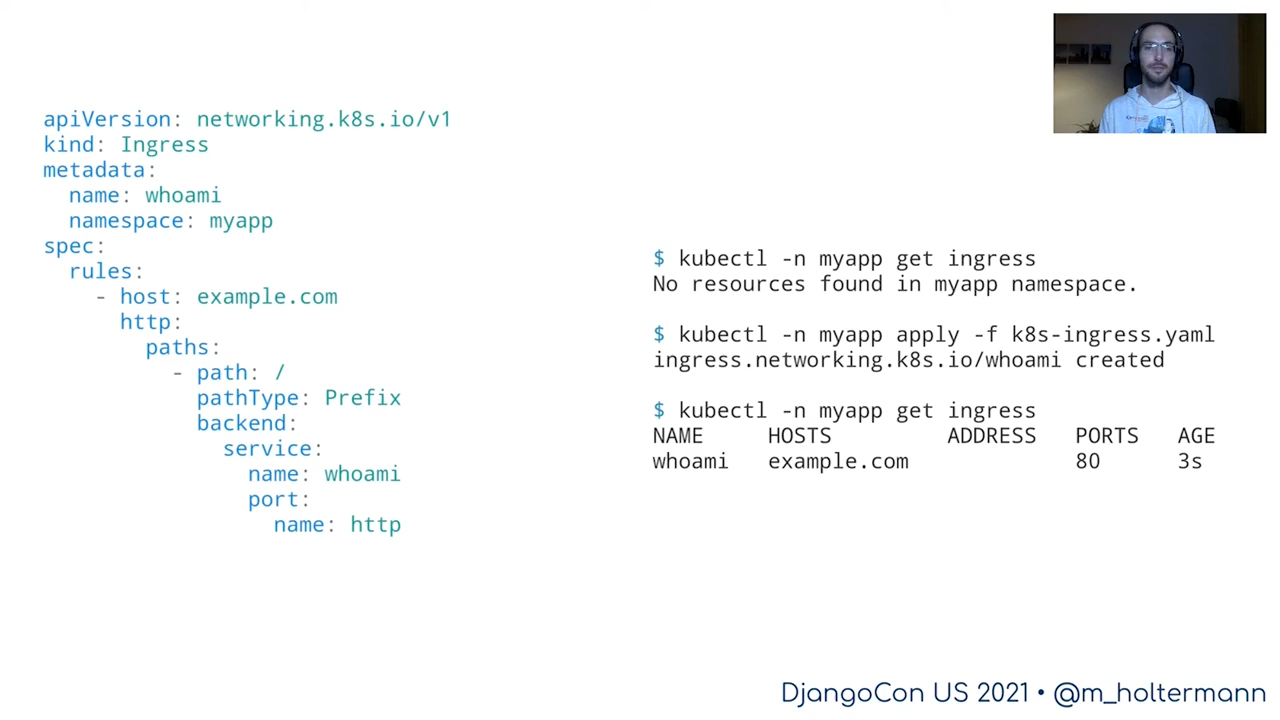 apiVersion: networking.k8s.io/v1
kind: Ingress
metadata:
  name: whoami
  namespace: myapp
spec:
  rules:
    - host: example.com
      http:
        paths:
          - path: /
            pathType: Prefix
            backend:
              service:
                name: whoami
                port:
                  name: http
$ kubectl -n myapp get ingress
No resources found in myapp namespace.
$ kubectl -n myapp apply -f k8s-ingress.yaml
ingress.networking.k8s.io/whoami created
$ kubectl -n myapp get ingress
NAME     HOSTS         ADDRESS   PORTS   AGE
whoami   example.com             80      3s
DjangoCon US 2021 • @m_holtermann